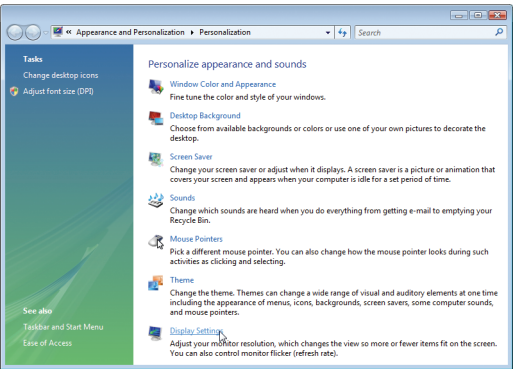 « Appearance and Personalization ▸ Personalization
Search
Tasks
Change desktop icons
Adjust font size (DPI)
See also
Taskbar and Start Menu
Ease of Access
Personalize appearance and sounds
Window Color and Appearance
Fine tune the color and style of your windows.
Desktop Background
Choose from available backgrounds or colors or use one of your own pictures to decorate the
desktop.
Screen Saver
Change your screen saver or adjust when it displays. A screen saver is a picture or animation that
covers your screen and appears when your computer is idle for a set period of time.
Sounds
Change which sounds are heard when you do everything from getting e-mail to emptying your
Recycle Bin.
Mouse Pointers
Pick a different mouse pointer. You can also change how the mouse pointer looks during such
activities as clicking and selecting.
Theme
Change the theme. Themes can change a wide range of visual and auditory elements at one time
including the appearance of menus, icons, backgrounds, screen savers, some computer sounds,
and mouse pointers.
Display Settings
Adjust your monitor resolution, which changes the view so more or fewer items fit on the screen.
You can also control monitor flicker (refresh rate).